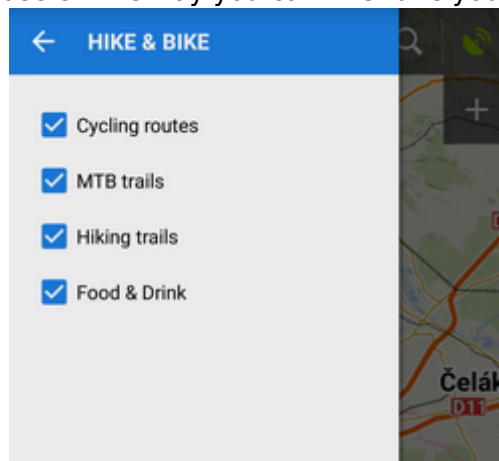 HIKE & BIKE
Cycling routes
MTB trails
Hiking trails
Food & Drink
Čelák
D11